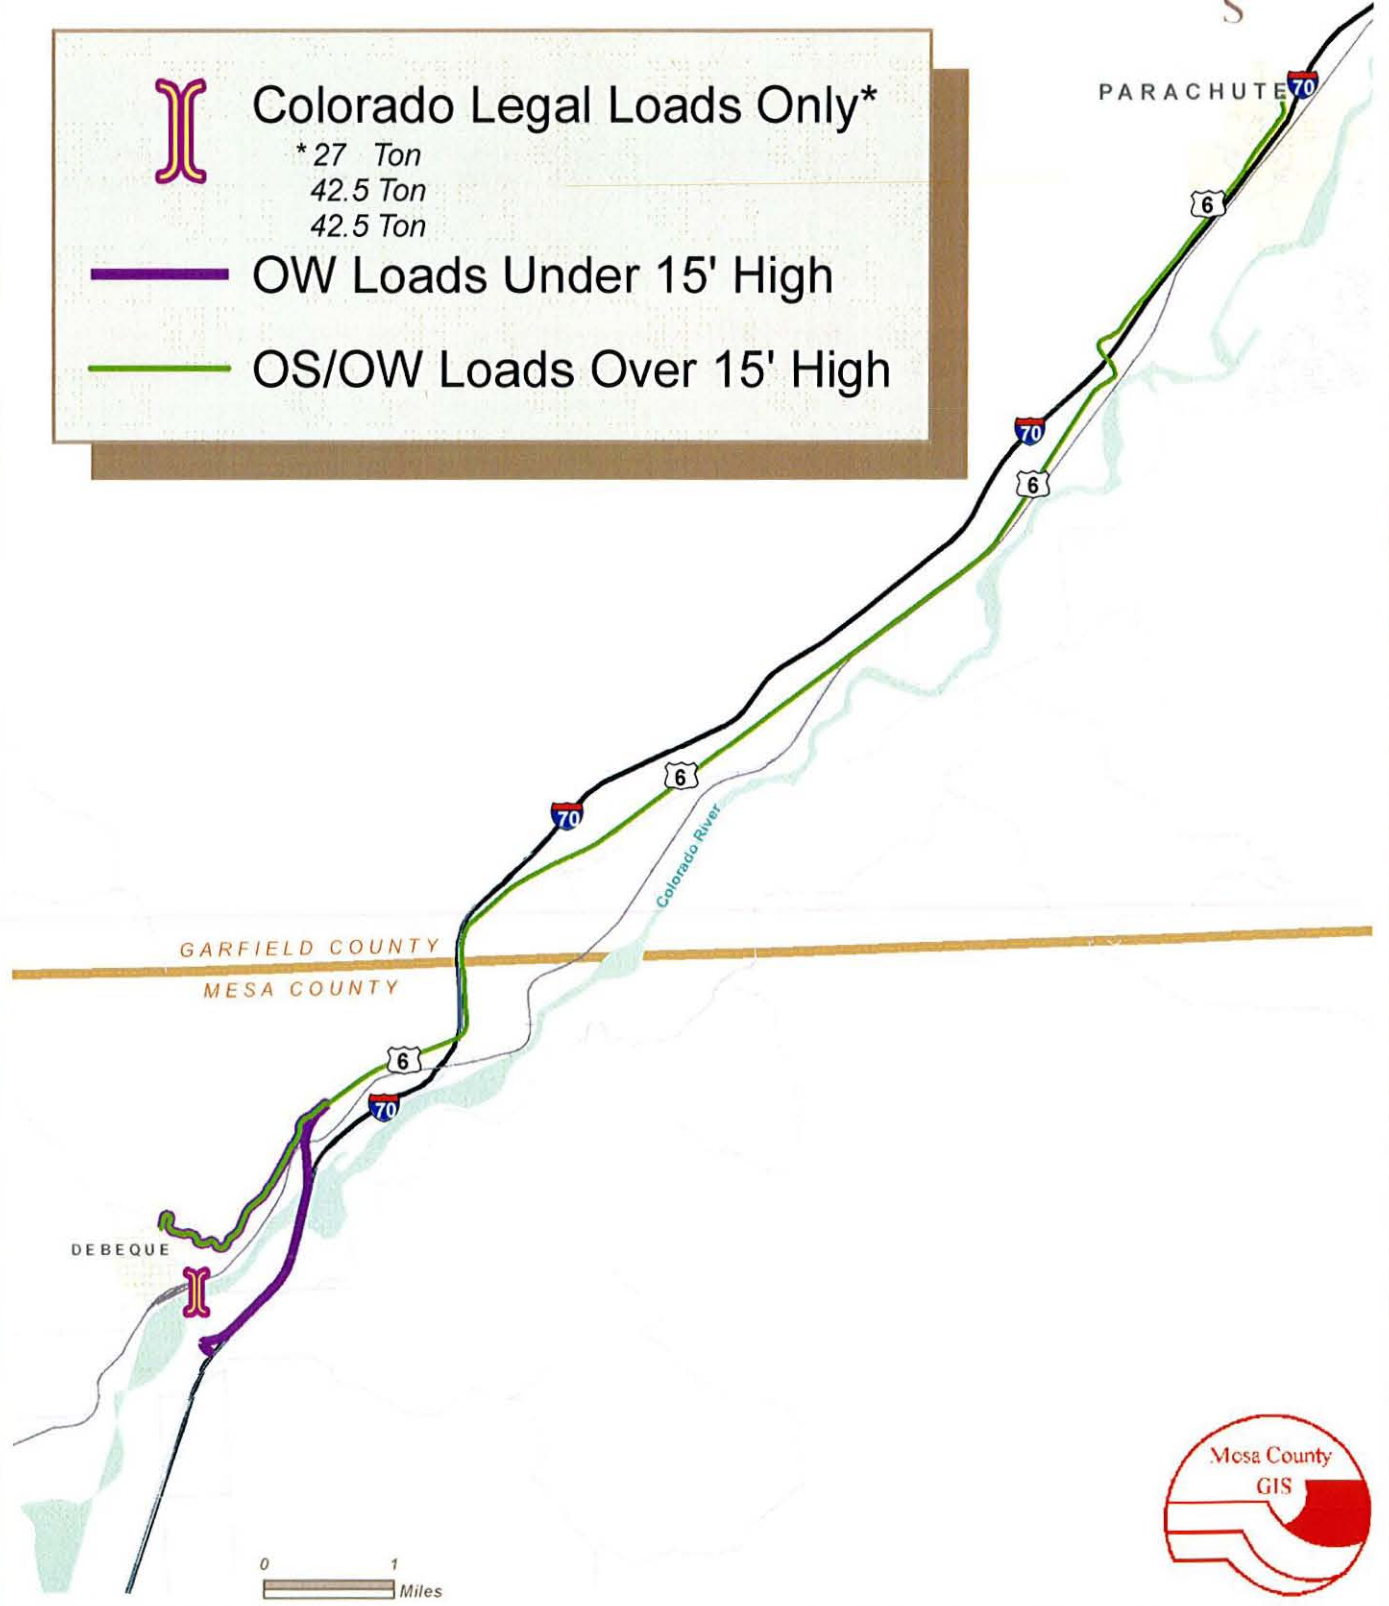 S
PARACHUTE
70
Colorado Legal Loads Only*
* 27 Ton
42.5 Ton
42.5 Ton
OW Loads Under 15' High
OS/OW Loads Over 15' High
6
70
6
6
70
Colorado River
GARFIELD COUNTY
MESA COUNTY
6
70
DEBEQUE
Mesa County
GIS
0 1
Miles